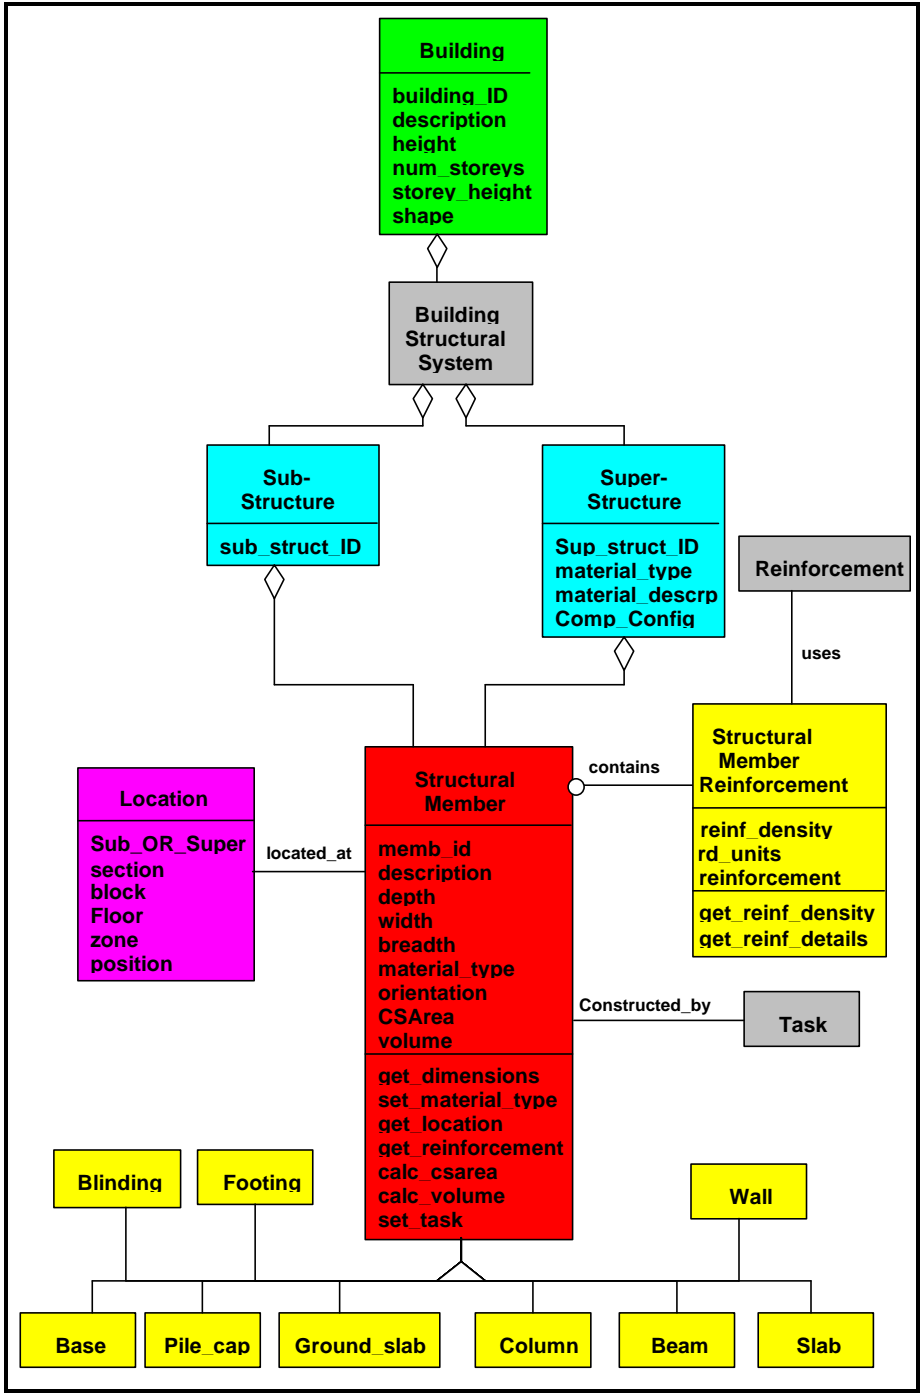 Building
building_ID
description
height
num_storeys
storey_height
shape
Building
Structural
System
Sub-
Structure
sub_struct_ID
Super-
Structure
Sup_struct_ID
material_type
material_descrp
Comp_Config
Reinforcement
uses
Structural
Member
Reinforcement
reinf_density
rd_units
reinforcement
get_reinf_density
get_reinf_details
contains
Structural
Member
memb_id
description
depth
width
breadth
material_type
orientation
CSArea
volume
get_dimensions
set_material_type
get_location
get_reinforcement
calc_csarea
calc_volume
set_task
Location
Sub_OR_Super
section
block
Floor
zone
position
located_at
Constructed_by
Task
Blinding
Footing
Wall
Base
Pile_cap
Ground_slab
Column
Beam
Slab